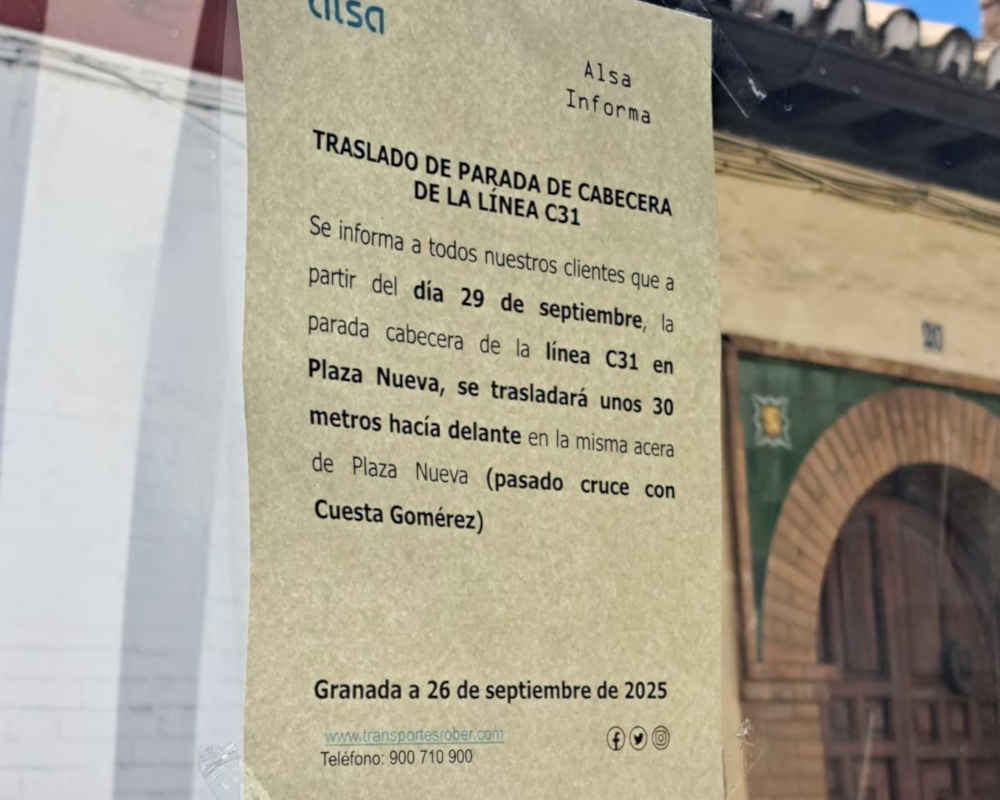 alsa
Alsa
Informa
TRASLADO DE PARADA DE CABECERA
DE LA LÍNEA C31
Se informa a todos nuestros clientes que a
partir del día 29 de septiembre, la
parada cabecera de la línea C31 en
Plaza Nueva, se trasladará unos 30
metros hacía delante en la misma acera
de Plaza Nueva (pasado cruce con
Cuesta Gomérez)
Granada a 26 de septiembre de 2025
www.transportesrober.com
Teléfono: 900 710 900